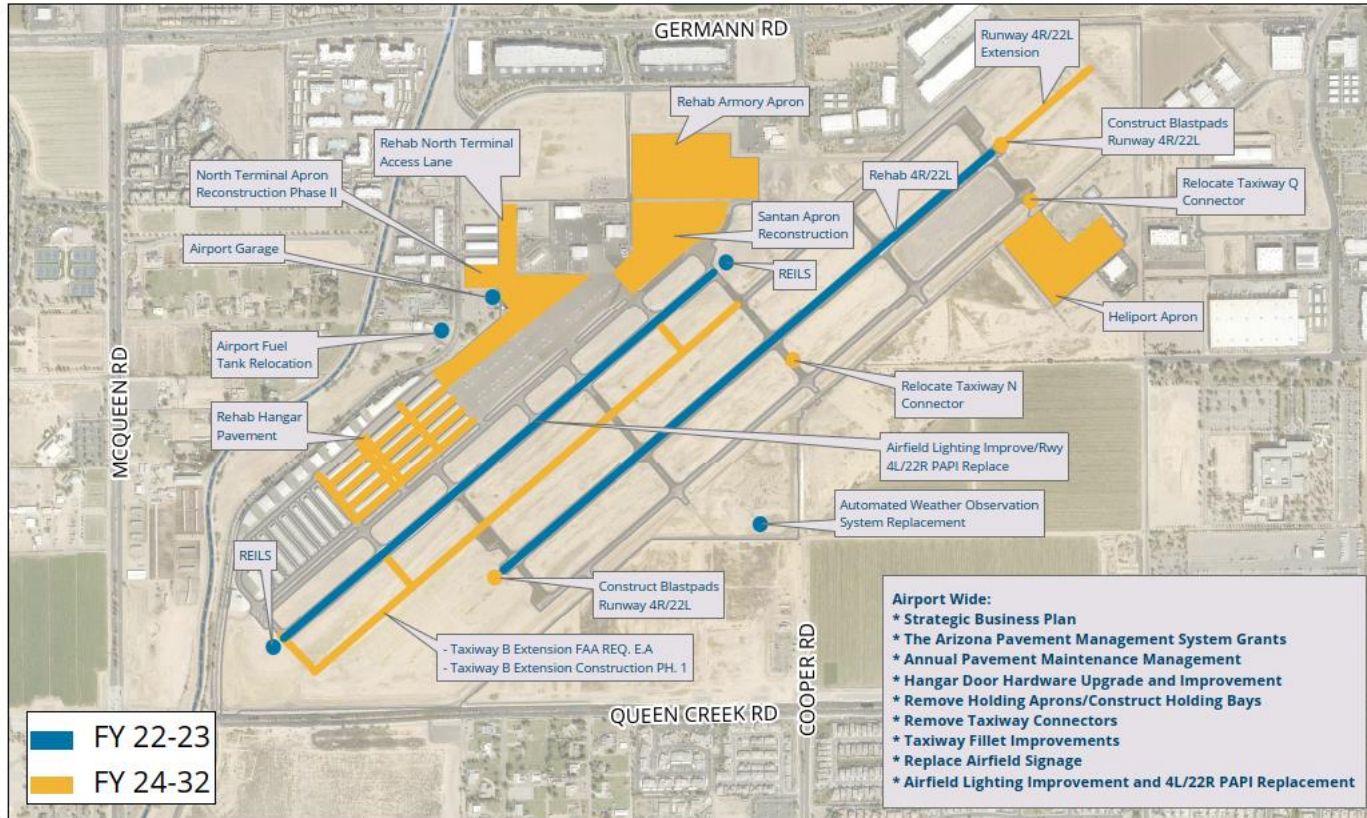 GERMANN RD
Runway 4R/22L
Extension
Rehab Armory Apron
Construct Blastpads
Runway 4R/22L
Rehab North Terminal
Access Lane
North Terminal Apron
Reconstruction Phase II
Rehab 4R/22L
Relocate Taxiway Q
Connector
Santan Apron
Reconstruction
Airport Garage
REILS
Heliport Apron
Airport Fuel
Tank Relocation
MCQUEEN RD
Relocate Taxiway N
Connector
Rehab Hangar
Pavement
Airfield Lighting Improve/Rwy
4L/22R PAPI Replace
Automated Weather Observation
System Replacement
REILS
Construct Blastpads
Runway 4R/22L
- Taxiway B Extension FAA REQ. E.A
- Taxiway B Extension Construction PH. 1
COOPER RD
QUEEN CREEK RD
Airport Wide:
* Strategic Business Plan
* The Arizona Pavement Management System Grants
* Annual Pavement Maintenance Management
* Hangar Door Hardware Upgrade and Improvement
* Remove Holding Aprons/Construct Holding Bays
* Remove Taxiway Connectors
* Taxiway Fillet Improvements
* Replace Airfield Signage
* Airfield Lighting Improvement and 4L/22R PAPI Replacement
FY 22-23
FY 24-32